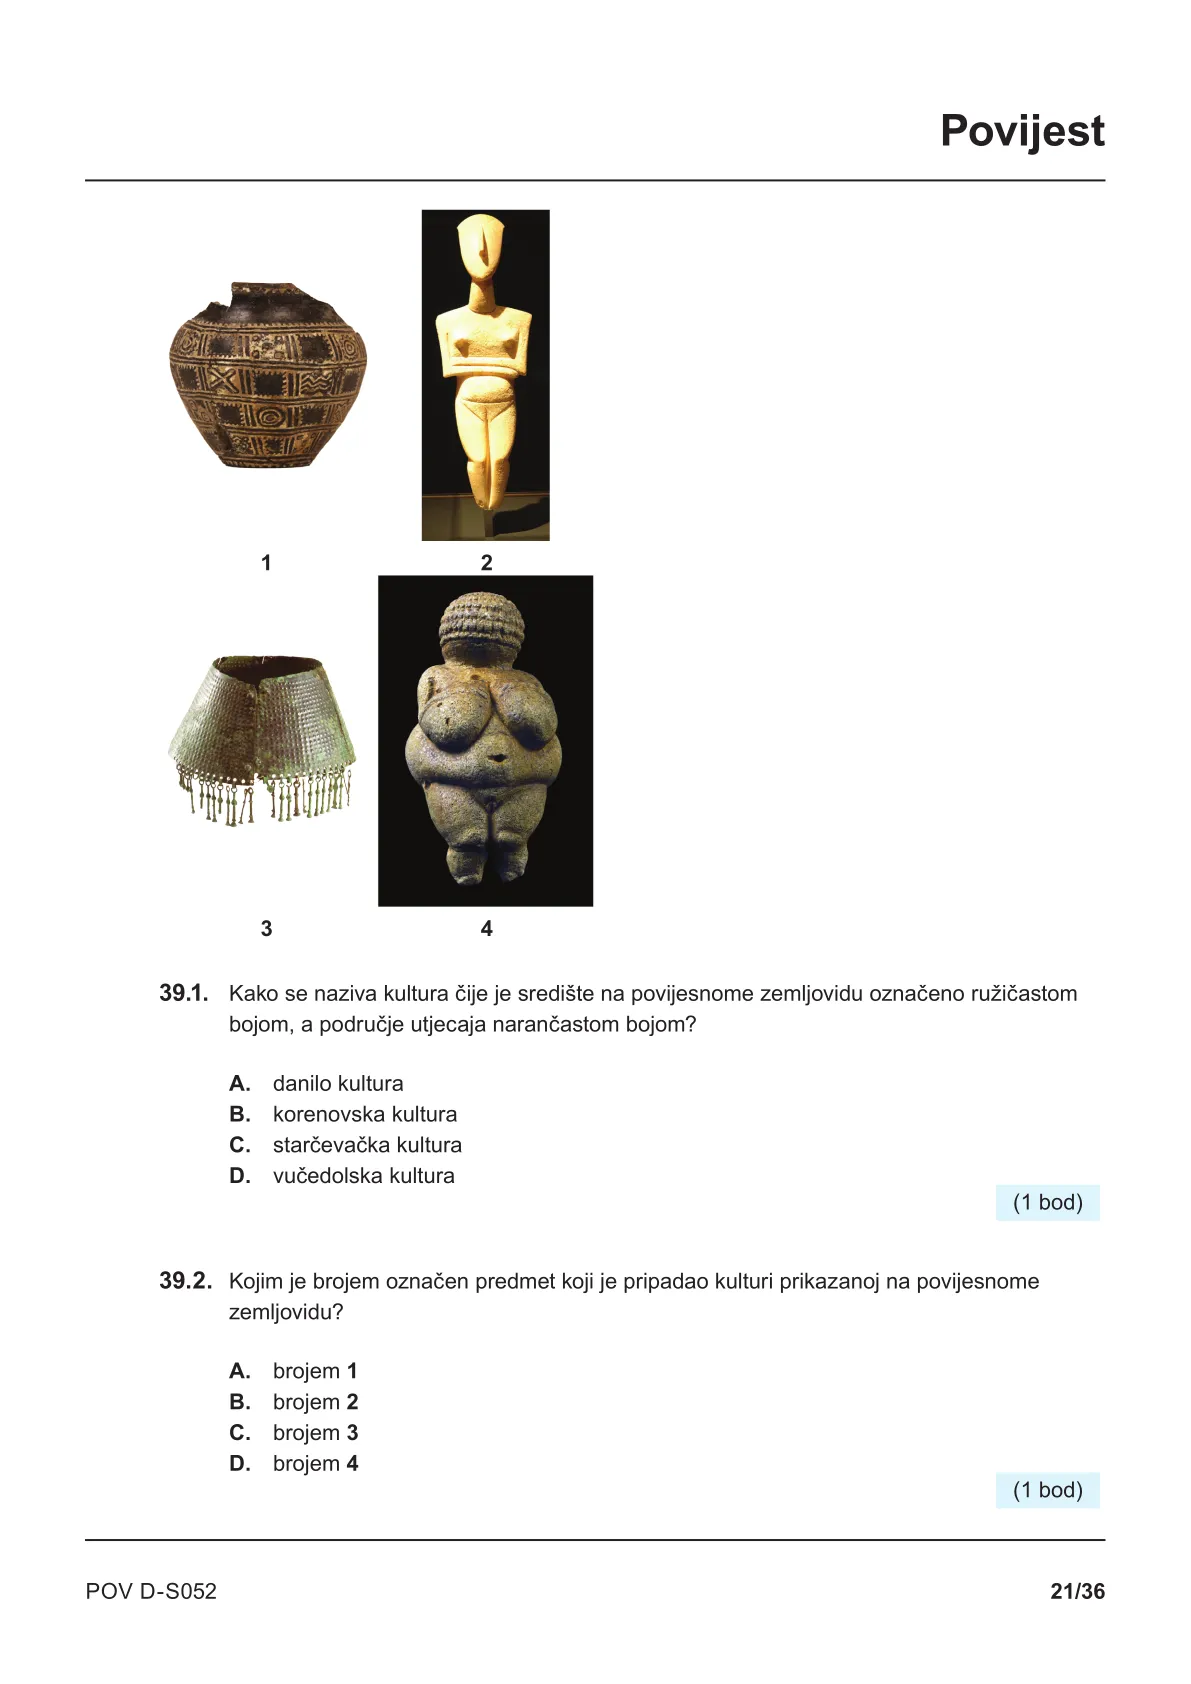 Povijest
1
2
3
4
39.1. Kako se naziva kultura čije je središte na povijesnome zemljovidu označeno ružičastom
bojom, a područje utjecaja narančastom bojom?
A. danilo kultura
B. korenovska kultura
C. starčevačka kultura
D. vučedolska kultura
(1 bod)
39.2. Kojim je brojem označen predmet koji je pripadao kulturi prikazanoj na povijesnome
zemljovidu?
A. brojem 1
B. brojem 2
C. brojem 3
D. brojem 4
(1 bod)
POV D-S052
21/36